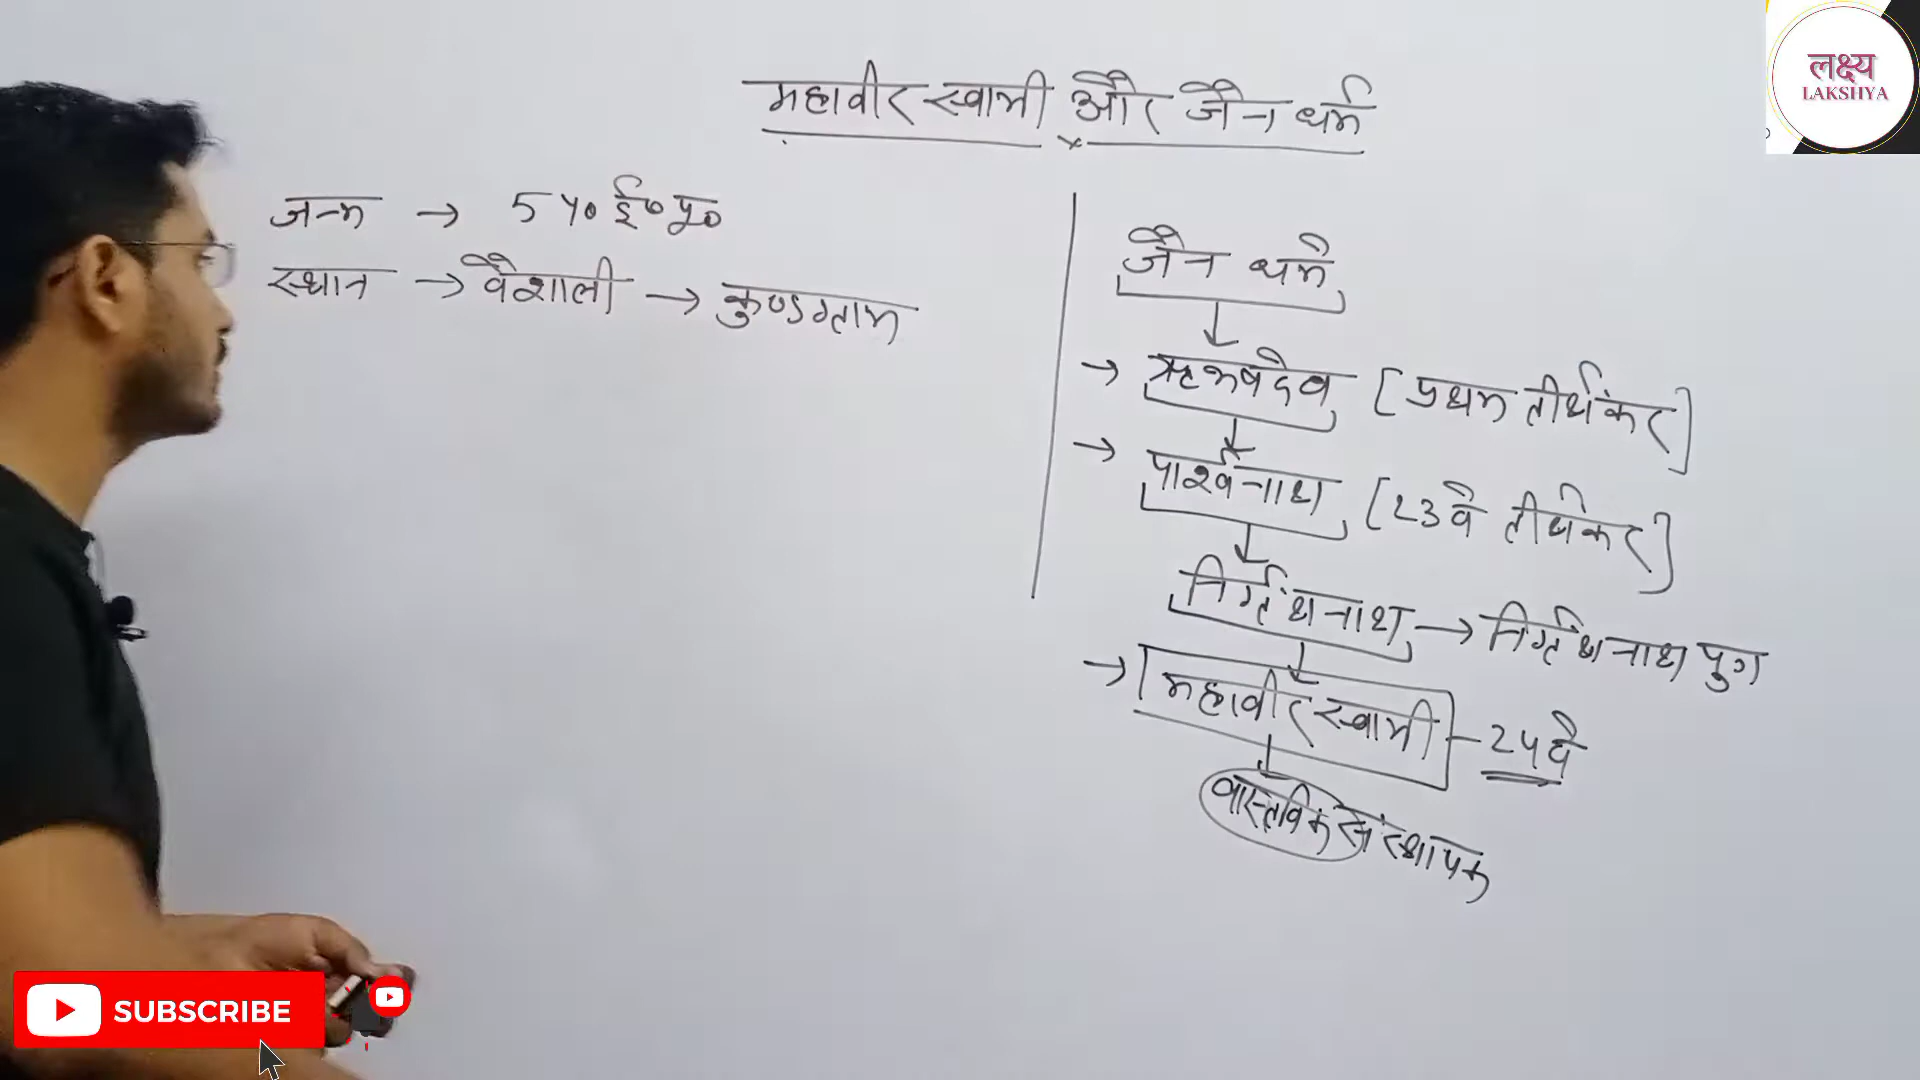 महावीर स्वामी और जैन धर्म
लक्ष्य
LAKSHYA
जन्म → 540 ई० पू०
स्थान → वैशाली → कुण्डग्राम
जैन धर्म
→ ऋषभदेव [प्रथम तीर्थंकर]
→ पार्श्वनाथ [23वें तीर्थंकर]
निर्ग्रंथनाथ → निर्ग्रंथनाथ पुत्र
→ महावीर स्वामी - 24वें
वास्तविक संस्थापक
SUBSCRIBE